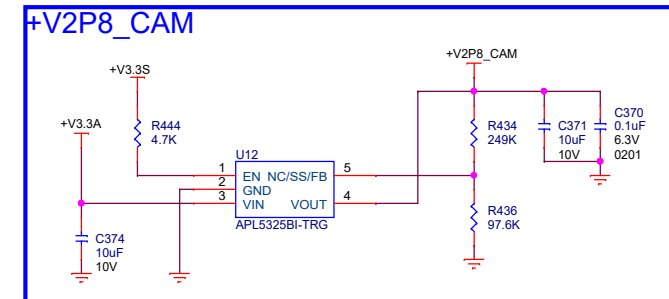 +V2P8_CAM
+V2P8_CAM
+V3.3S
+V3.3A
R444
4.7K
R434
249K
C371
10uF
10V
C370
0.1uF
6.3V
0201
U12
1
2
3
EN NC/SS/FB
GND
VIN VOUT
5
4
APL5325BI-TRG
R436
97.6K
C374
10uF
10V